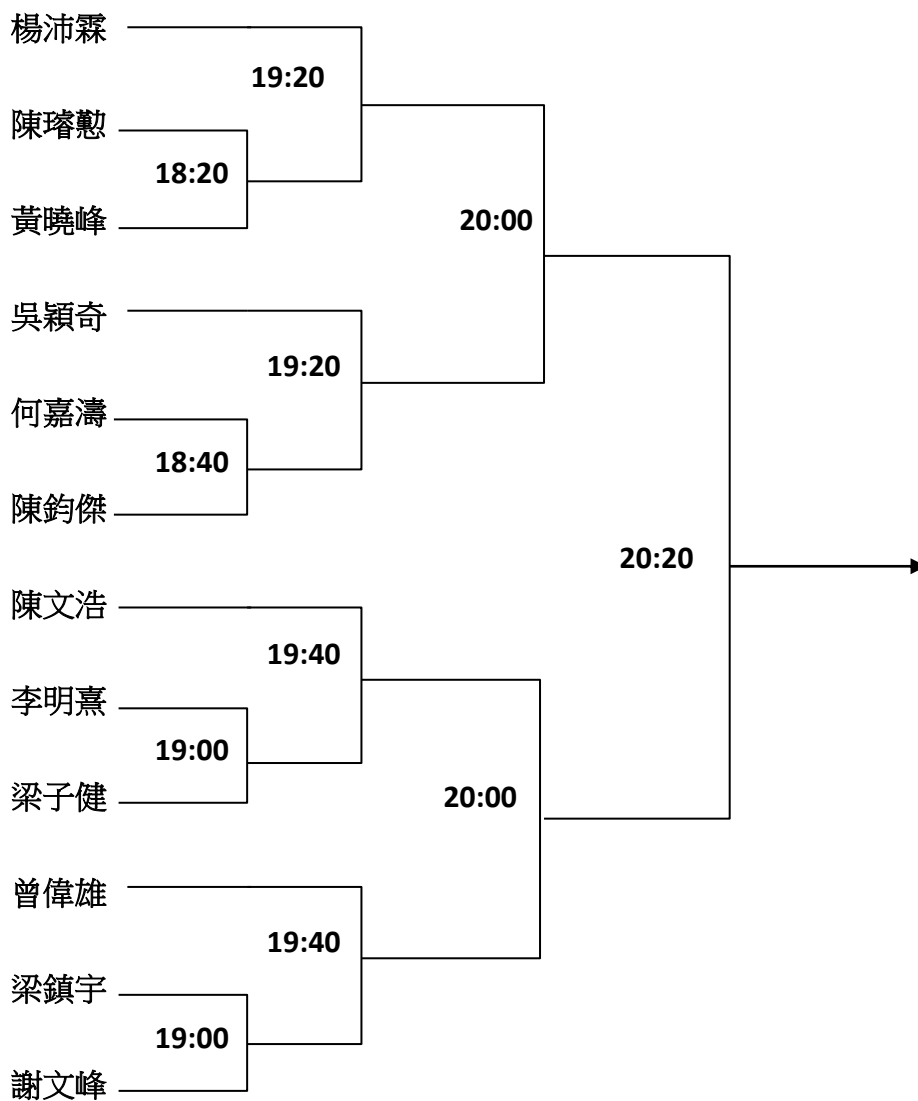 楊沛霖
19:20
陳璿懃
18:20
黃曉峰
20:00
吳穎奇
19:20
何嘉濤
18:40
陳鈞傑
20:20
陳文浩
19:40
李明熹
19:00
梁子健
20:00
曾偉雄
19:40
梁鎮宇
19:00
謝文峰